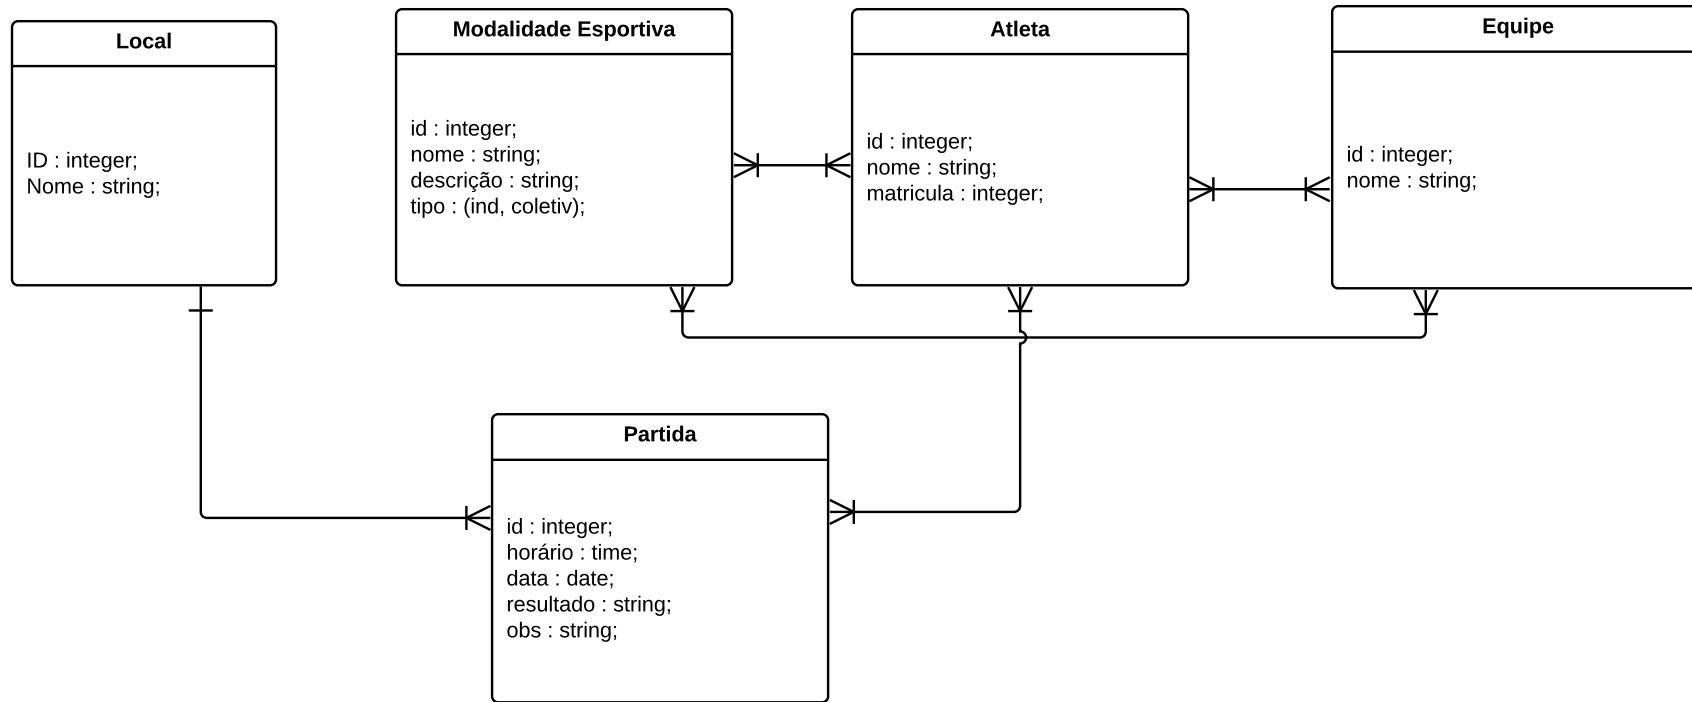 Local
ID : integer;
Nome : string;
Modalidade Esportiva
id : integer;
nome : string;
descrição : string;
tipo : (ind, coletiv);
Atleta
id : integer;
nome : string;
matricula : integer;
Equipe
id : integer;
nome : string;
Partida
id : integer;
horário : time;
data : date;
resultado : string;
obs : string;